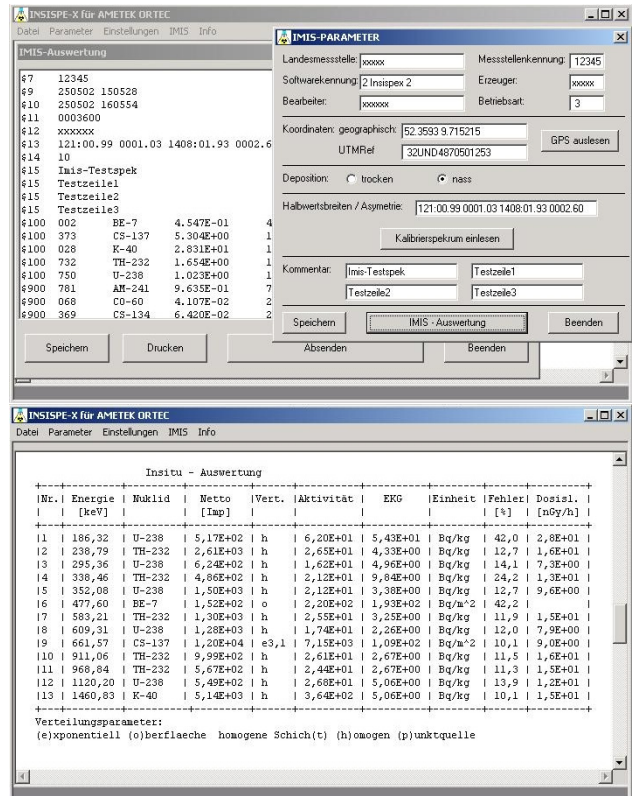 INSISPE-X für AMETEK ORTEC
Datei Parameter Einstellungen IMIS Info
IMIS-Auswertung
$7 12345
$9 250502 150528
$10 250502 160554
$11 0003600
$12 xxxxxx
$13 121:00.99 0001.03 1408:01.93 0002.6
$14 10
$15 Imis-Testspek
$15 Testzeile1
$15 Testzeile2
$15 Testzeile3
$100 002 BE-7 4.547E-01 4
$100 373 CS-137 5.304E+00 1
$100 028 K-40 2.831E+01 1
$100 732 TH-232 1.654E+00 1
$100 750 U-238 1.023E+00 1
$900 781 AM-241 9.635E-01 7
$900 068 CO-60 4.107E-02 2
$900 369 CS-134 6.420E-02 2
Speichern Drucken Absenden Beenden
IMIS-PARAMETER
Landesmessstelle: xxxxx Messstellenkennung: 12345
Softwarekennung: 2 Insispex 2 Erzeuger: xxxxx
Bearbeiter: xxxxxx Betriebsart: 3
Koordinaten: geographisch: 52.3593 9.715215
UTMRef 32UND4870501253 GPS auslesen
Deposition: trocken nass
Halbwertsbreiten / Asymetrie: 121:00.99 0001.03 1408:01.93 0002.60
Kalibrierspekrum einlesen
Kommentar: Imis-Testspek Testzeile1
Testzeile2 Testzeile3
Speichern IMIS - Auswertung Beenden
INSISPE-X für AMETEK ORTEC
Datei Parameter Einstellungen IMIS Info
Insitu - Auswertung
|Nr.| Energie | Nuklid | Netto |Vert. |Aktivität | EKG |Einheit |Fehler| Dosisl. |
| | [keV] | | [Imp] | | | | | [%] | [nGy/h] |
|1 | 186,32 | U-238 | 5,17E+02 | h | 6,20E+01 | 5,43E+01 | Bq/kg | 42,0 | 2,8E+01 |
|2 | 238,79 | TH-232 | 2,61E+03 | h | 2,65E+01 | 4,33E+00 | Bq/kg | 12,7 | 1,6E+01 |
|3 | 295,36 | U-238 | 6,24E+02 | h | 1,62E+01 | 4,96E+00 | Bq/kg | 14,1 | 7,3E+00 |
|4 | 338,46 | TH-232 | 4,86E+02 | h | 2,12E+01 | 9,84E+00 | Bq/kg | 24,2 | 1,3E+01 |
|5 | 352,08 | U-238 | 1,50E+03 | h | 2,12E+01 | 3,38E+00 | Bq/kg | 12,7 | 9,6E+00 |
|6 | 477,60 | BE-7 | 1,52E+02 | o | 2,20E+02 | 1,93E+02 | Bq/m^2 | 42,2 | |
|7 | 583,21 | TH-232 | 1,30E+03 | h | 2,55E+01 | 3,25E+00 | Bq/kg | 11,9 | 1,5E+01 |
|8 | 609,31 | U-238 | 1,28E+03 | h | 1,74E+01 | 2,26E+00 | Bq/kg | 12,0 | 7,9E+00 |
|9 | 661,57 | CS-137 | 1,20E+04 | e3,1 | 7,15E+03 | 1,09E+02 | Bq/m^2 | 10,1 | 9,0E+00 |
|10 | 911,06 | TH-232 | 9,99E+02 | h | 2,61E+01 | 2,67E+00 | Bq/kg | 11,5 | 1,6E+01 |
|11 | 968,84 | TH-232 | 5,67E+02 | h | 2,44E+01 | 2,67E+00 | Bq/kg | 11,3 | 1,5E+01 |
|12 | 1120,20 | U-238 | 5,49E+02 | h | 2,68E+01 | 5,06E+00 | Bq/kg | 13,9 | 1,2E+01 |
|13 | 1460,83 | K-40 | 5,14E+03 | h | 3,64E+02 | 5,06E+00 | Bq/kg | 10,1 | 1,5E+01 |
Verteilungsparameter:
(e)xponentiell (o)berflaeche homogene Schich(t) (h)omogen (p)unktquelle